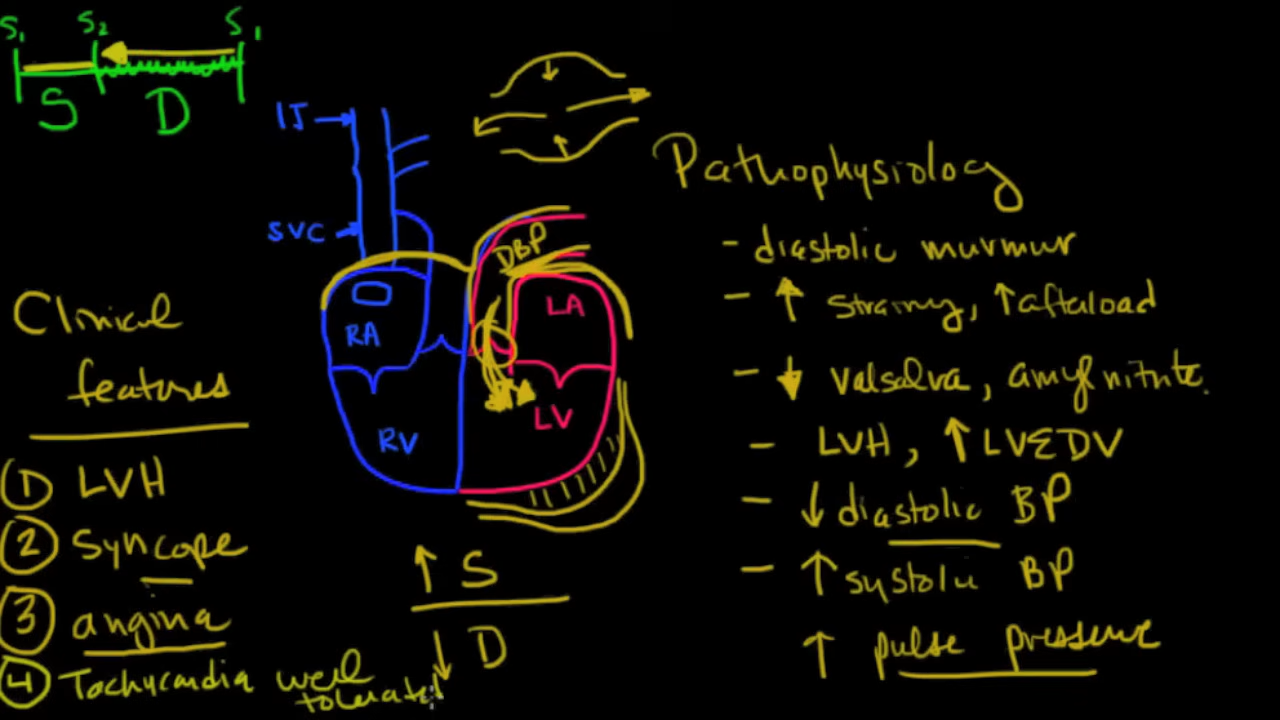 S1 S2 S1
S D
IJ
SVC
DBP
RA
LA
RV
LV
Clinical
features
① LVH
② Syncope
③ angina
④ Tachycardia well
tolerated
↑ S
↓ D
Pathophysiology
- diastolic murmur
- ↑ , ↑ afterload
- ↓ valsalva, amyl nitrite.
- LVH, ↑ LVEDV
- ↓ diastolic BP
- ↑ systolic BP
↑ pulse pressure